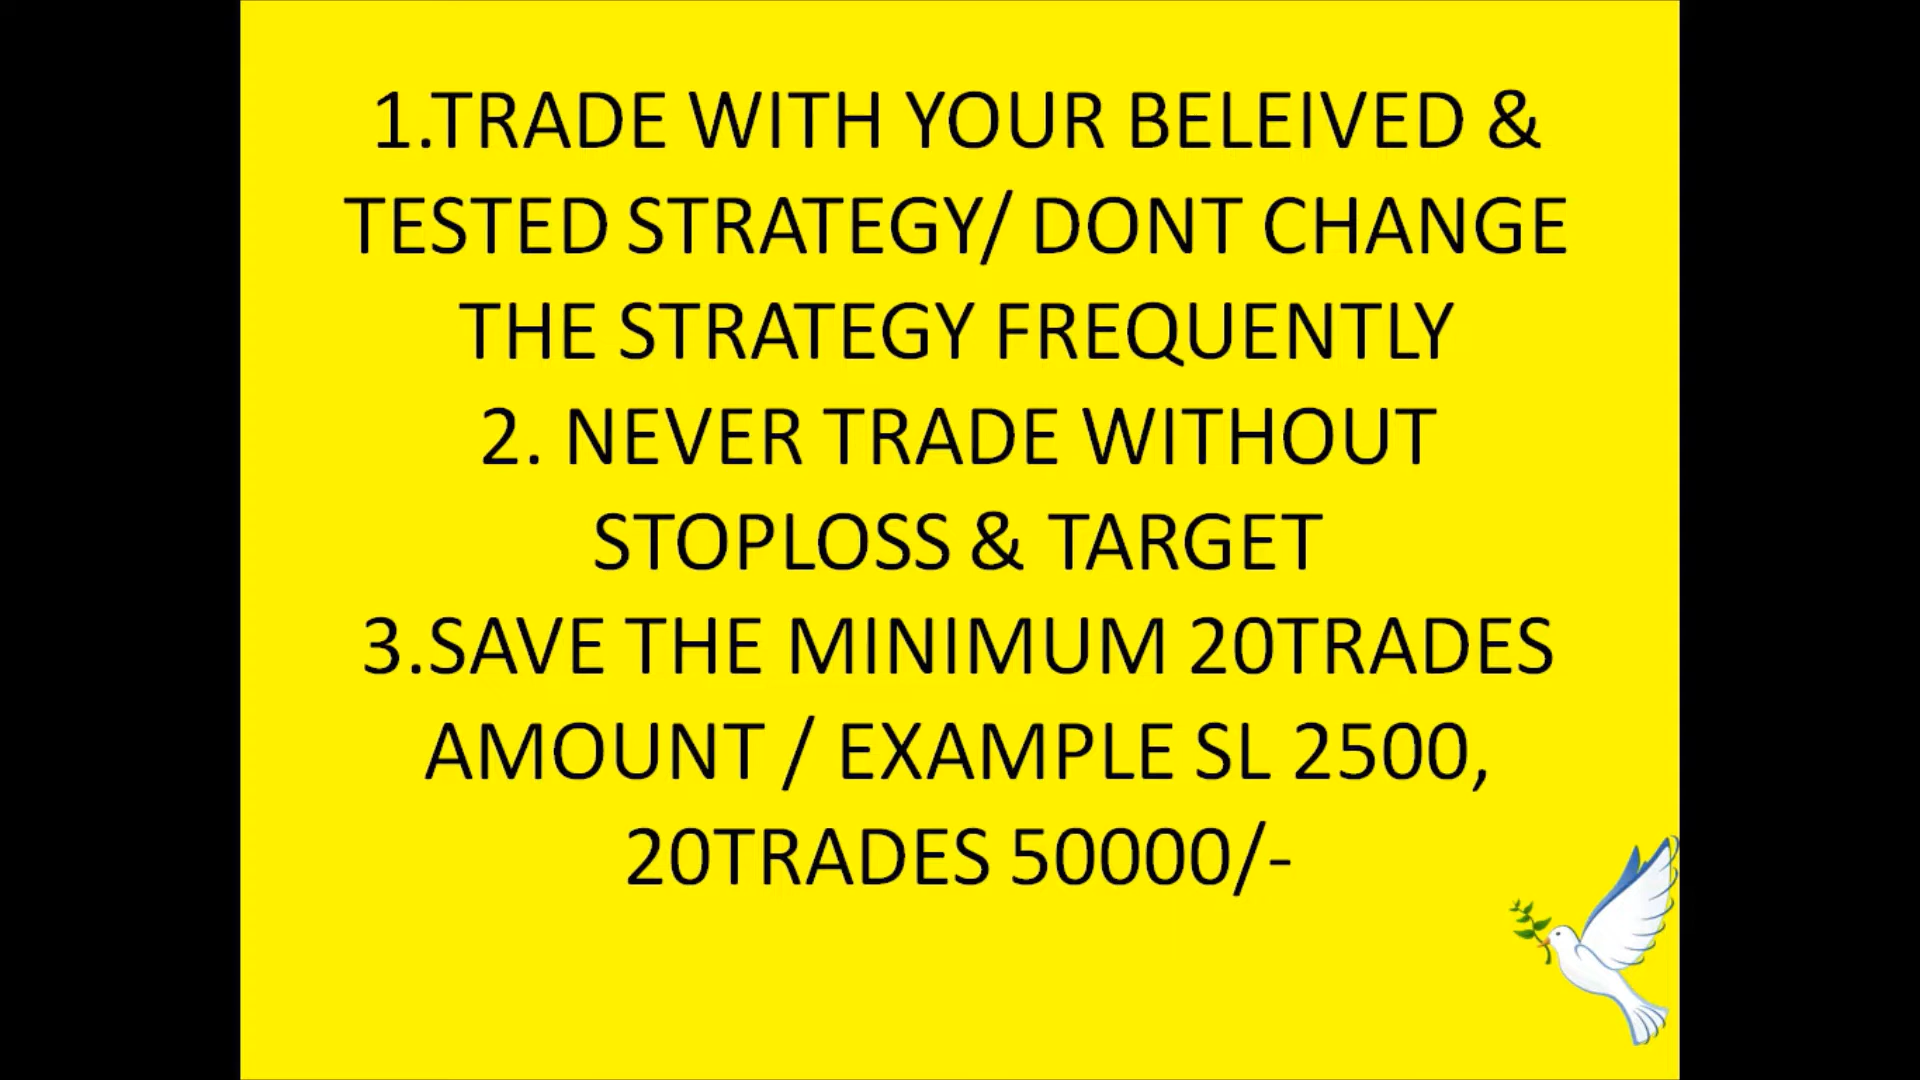 1.TRADE WITH YOUR BELEIVED &
TESTED STRATEGY/ DONT CHANGE
THE STRATEGY FREQUENTLY
2. NEVER TRADE WITHOUT
STOPLOSS & TARGET
3.SAVE THE MINIMUM 20TRADES
AMOUNT / EXAMPLE SL 2500,
20TRADES 50000/-